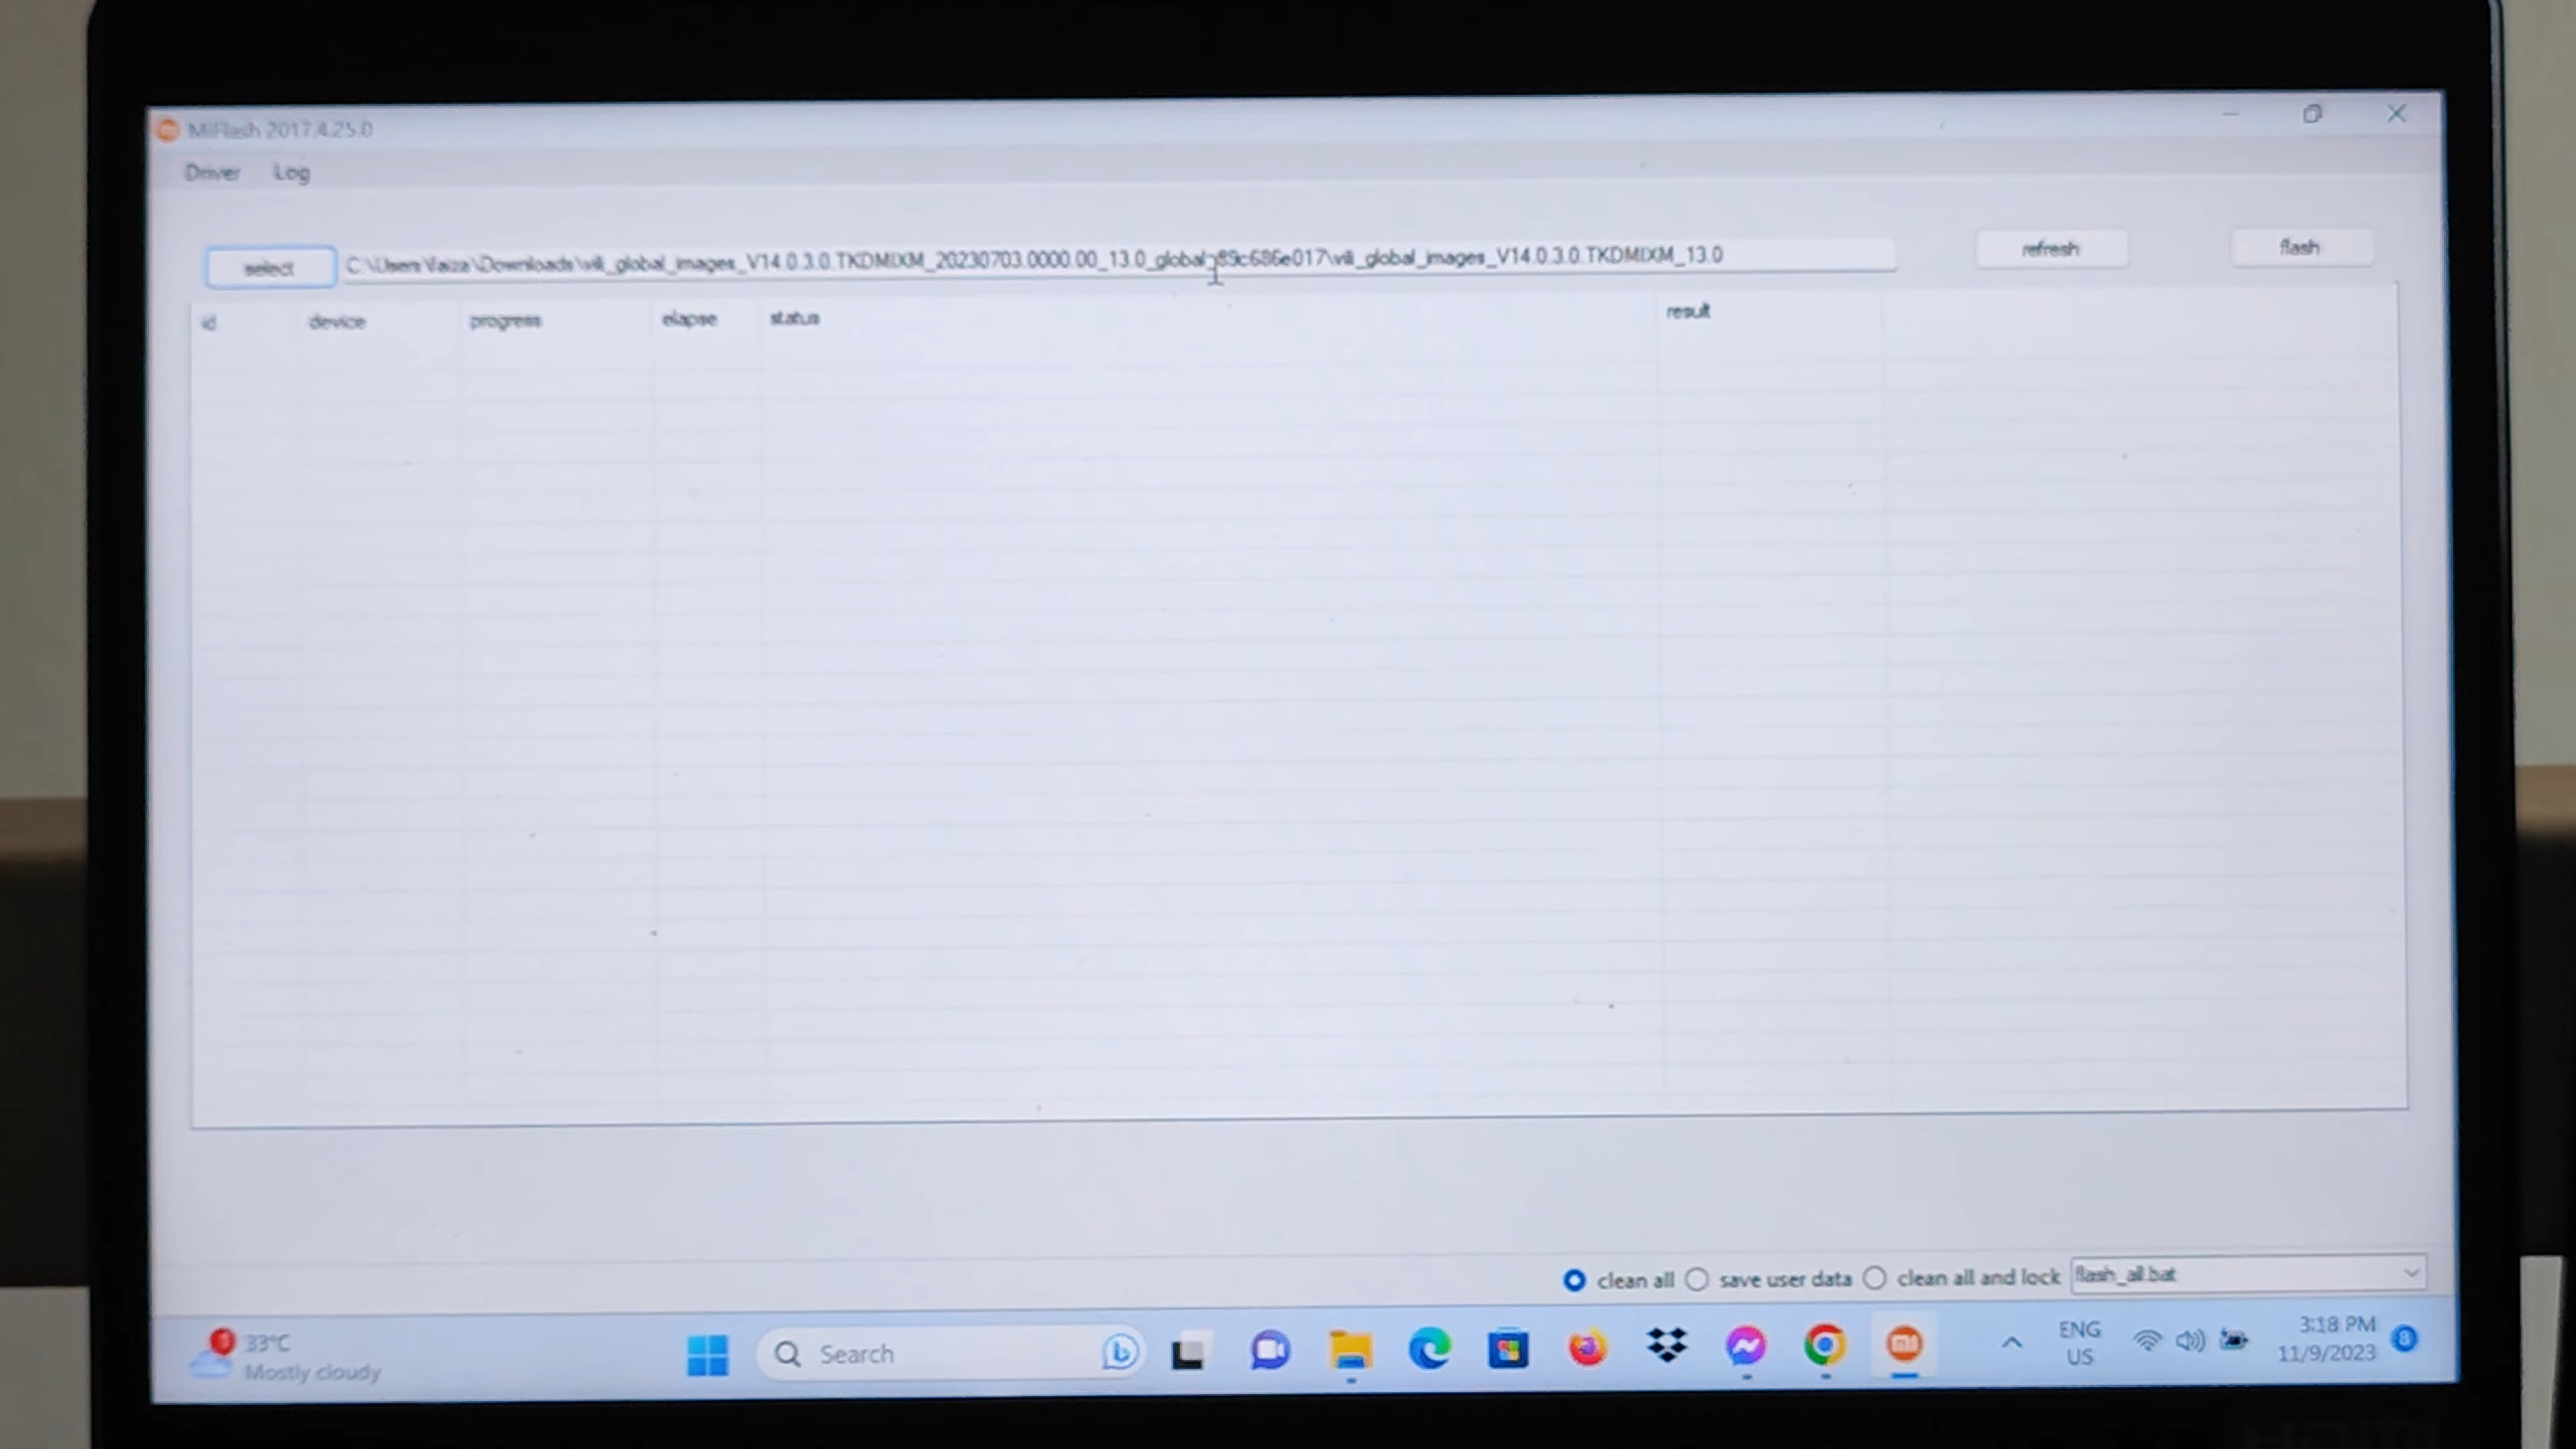 MiFlash 2017.4.25.0
Driver Log
select C:\Users\Vaiza\Downloads\vili_global_images_V14.0.3.0.TKDMIXM_20230703.0000.00_13.0_global_a89c686e017\vili_global_images_V14.0.3.0.TKDMIXM_13.0 refresh flash
id device progress elapse status result
clean all save user data clean all and lock flash_all.bat
33°C
Mostly cloudy
Search
ENG
US
3:18 PM
11/9/2023